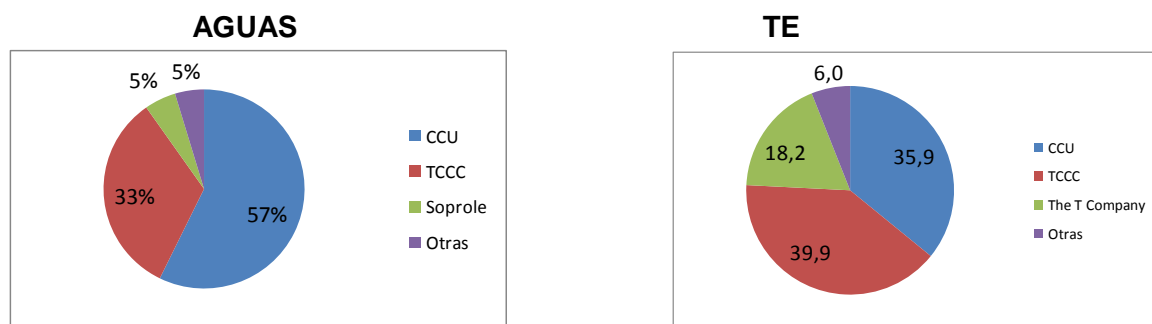 AGUAS
5%
5%
33%
57%
CCU
TCCC
Soprole
Otras
TE
6,0
18,2
35,9
39,9
CCU
TCCC
The T Company
Otras